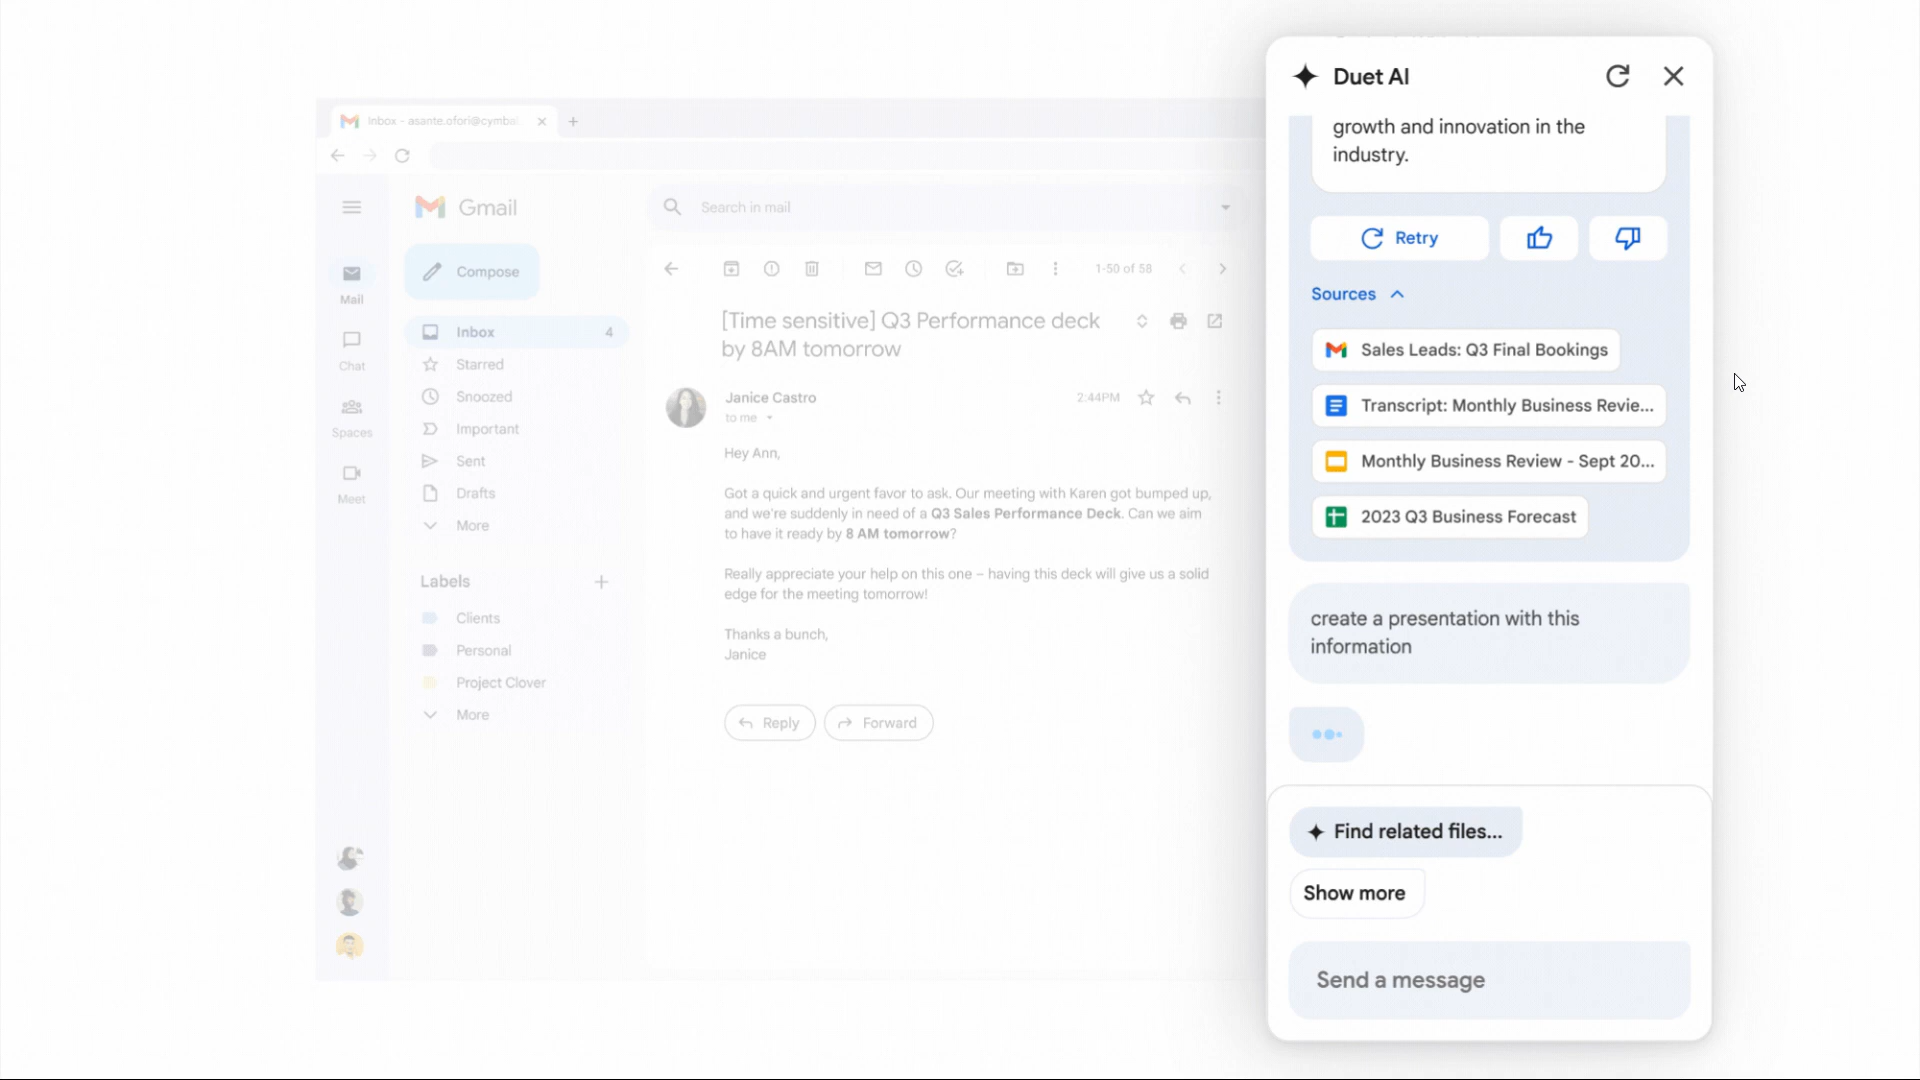 Inbox - asante.ofori@cymbal
Gmail
Search in mail
Compose
Mail
Chat
Spaces
Meet
Inbox 4
Starred
Snoozed
Important
Sent
Drafts
More
Labels
Clients
Personal
Project Clover
More
1-50 of 58
[Time sensitive] Q3 Performance deck
by 8AM tomorrow
Janice Castro
2:44PM
to me
Hey Ann,
Got a quick and urgent favor to ask. Our meeting with Karen got bumped up,
and we're suddenly in need of a Q3 Sales Performance Deck. Can we aim
to have it ready by 8 AM tomorrow?
Really appreciate your help on this one – having this deck will give us a solid
edge for the meeting tomorrow!
Thanks a bunch,
Janice
Reply
Forward
Duet AI
growth and innovation in the
industry.
Retry
Sources
Sales Leads: Q3 Final Bookings
Transcript: Monthly Business Revie...
Monthly Business Review - Sept 20...
2023 Q3 Business Forecast
create a presentation with this
information
Find related files...
Show more
Send a message